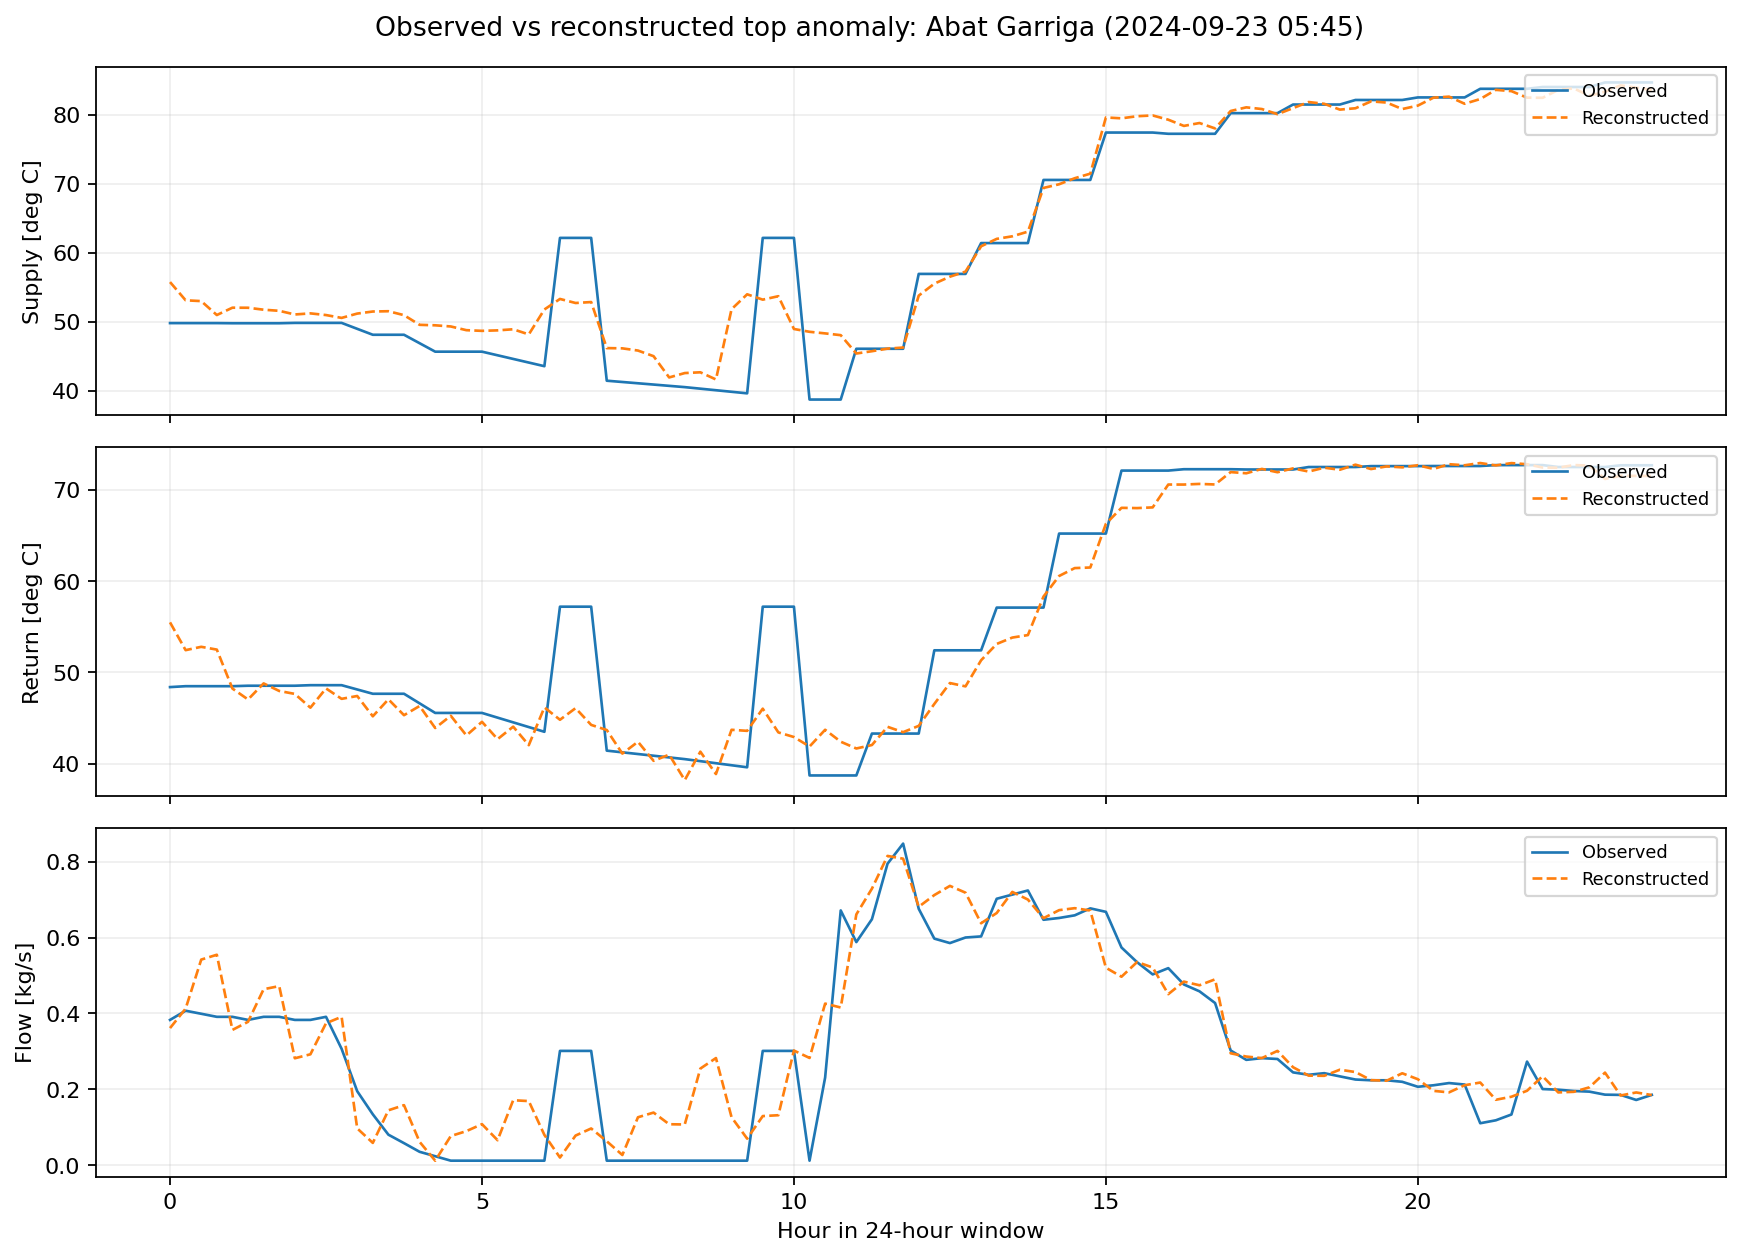 Observed vs reconstructed top anomaly: Abat Garriga (2024-09-23 05:45)
Supply [deg C]
80
70
60
50
40
Observed
Reconstructed
Return [deg C]
70
60
50
40
Observed
Reconstructed
Flow [kg/s]
0.8
0.6
0.4
0.2
0.0
Observed
Reconstructed
0 5 10 15 20
Hour in 24-hour window